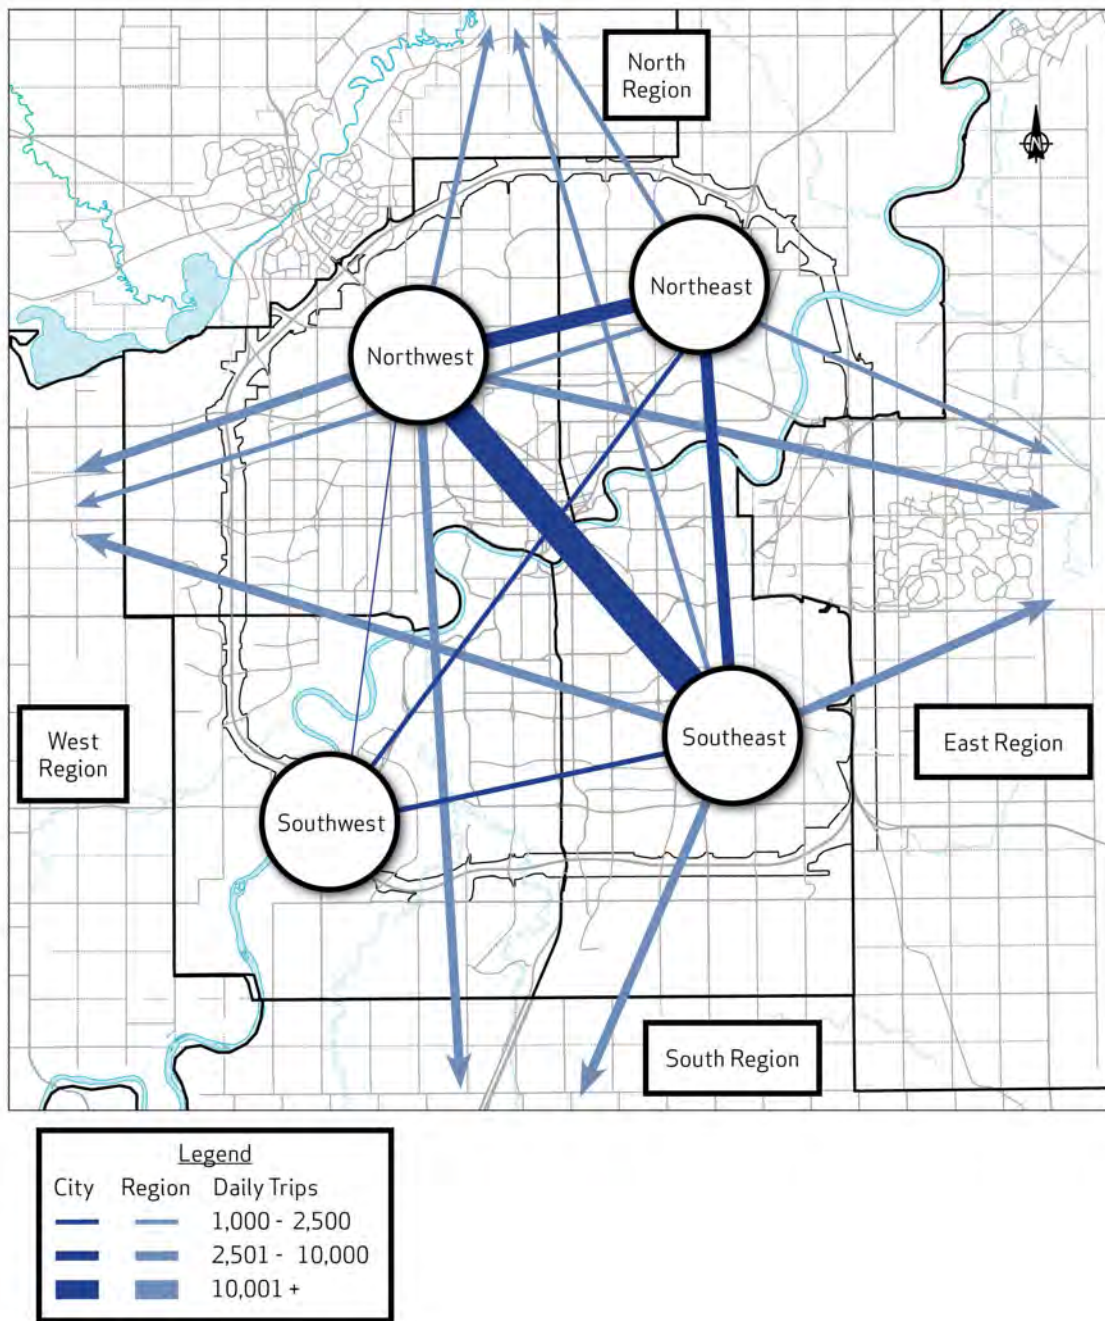 North
Region
N
Northeast
Northwest
Southeast
West
Region
East Region
Southwest
South Region
Legend
City Region Daily Trips
1,000 - 2,500
2,501 - 10,000
10,001 +